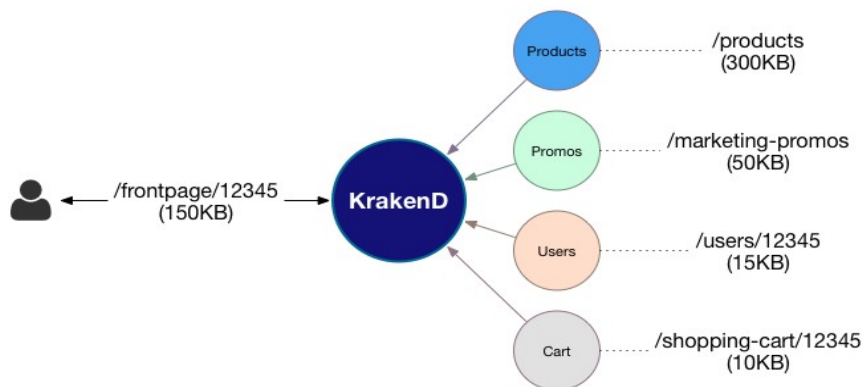 Products
/products
(300KB)
Promos
/marketing-promos
(50KB)
/frontpage/12345
(150KB)
KrakenD
Users
/users/12345
(15KB)
Cart
/shopping-cart/12345
(10KB)